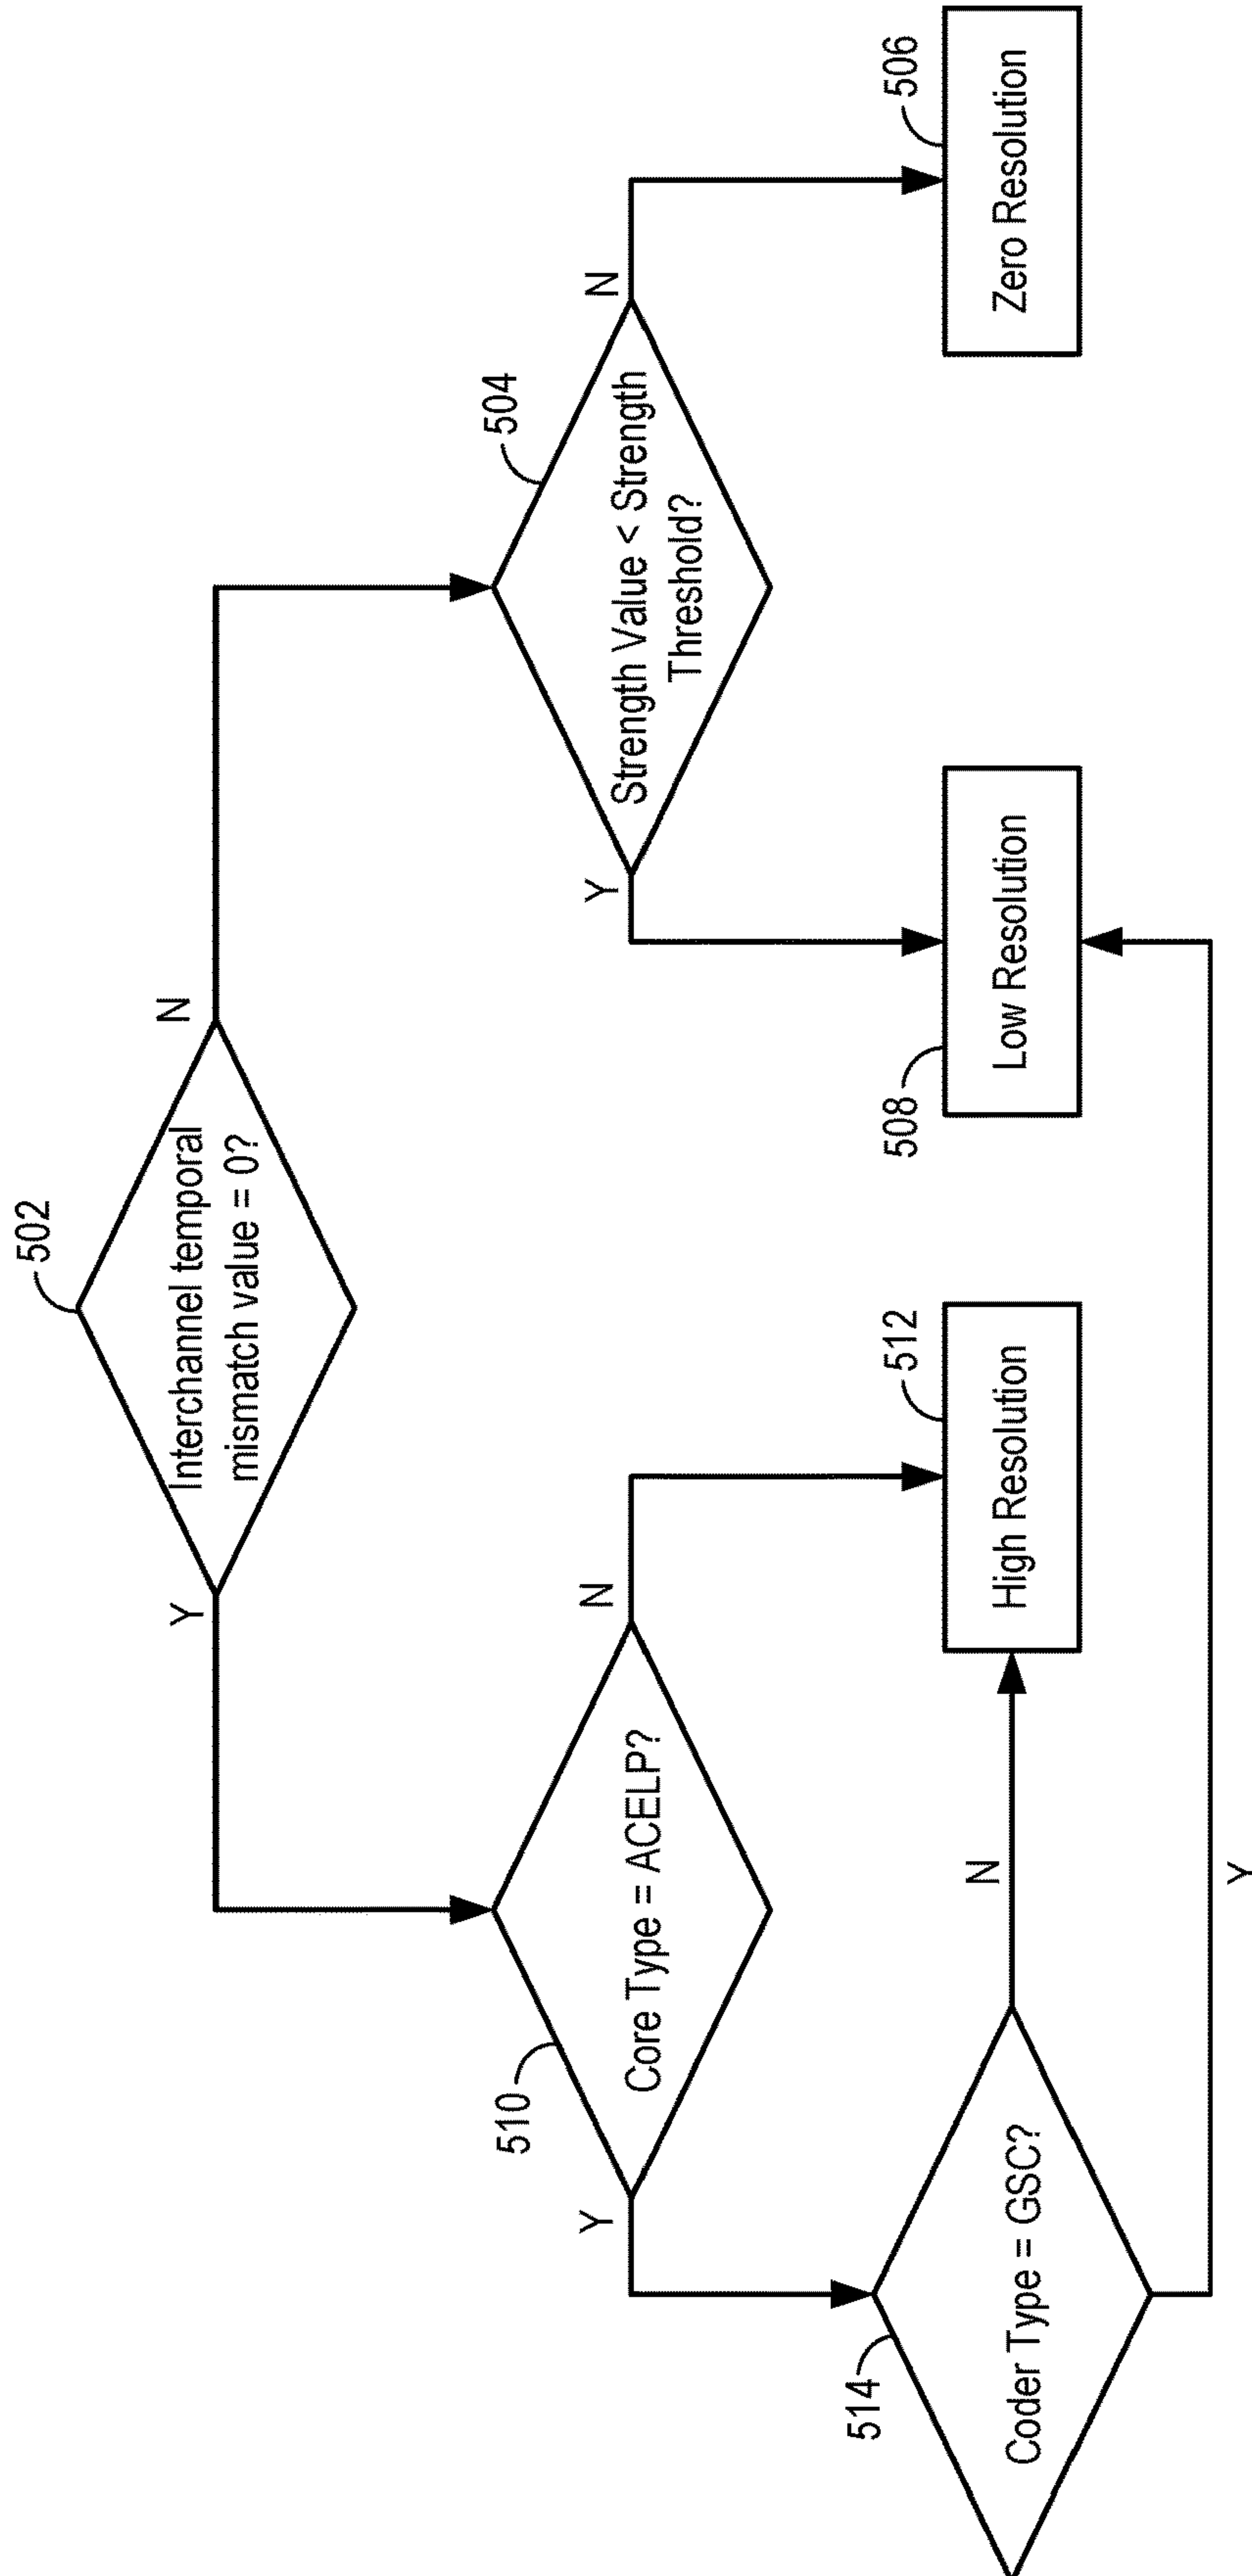 502
Interchannel temporal
mismatch value = 0?
Y
N
510
Core Type = ACELP?
Y
N
504
Strength Value < Strength
Threshold?
Y
N
514
Coder Type = GSC?
N
Y
512
High Resolution
508
Low Resolution
506
Zero Resolution